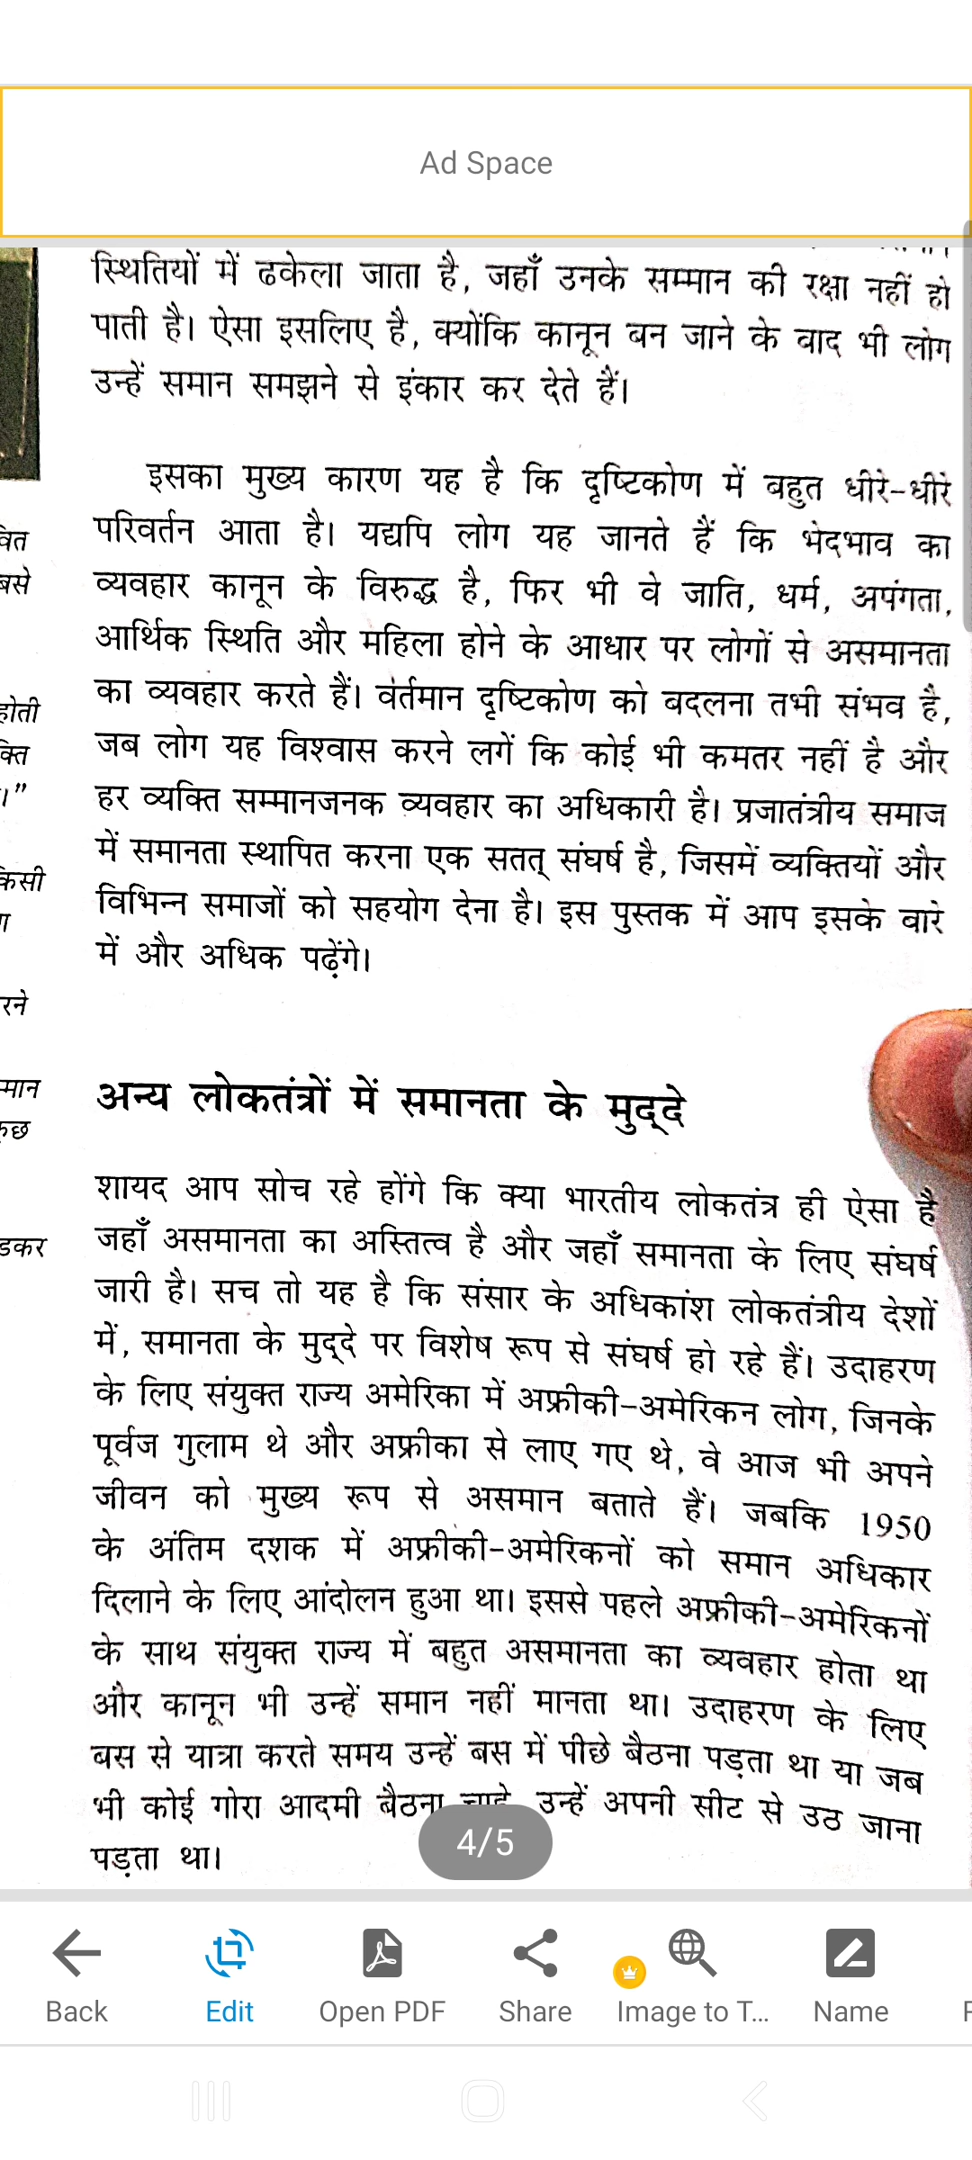 Ad Space
स्थितियों में ढकेला जाता है, जहाँ उनके सम्मान की रक्षा नहीं हो
पाती है। ऐसा इसलिए है, क्योंकि कानून बन जाने के बाद भी लोग
उन्हें समान समझने से इंकार कर देते हैं।
इसका मुख्य कारण यह है कि दृष्टिकोण में बहुत धीरे-धीरे
परिवर्तन आता है। यद्यपि लोग यह जानते हैं कि भेदभाव का
व्यवहार कानून के विरुद्ध है, फिर भी वे जाति, धर्म, अपंगता,
आर्थिक स्थिति और महिला होने के आधार पर लोगों से असमानता
का व्यवहार करते हैं। वर्तमान दृष्टिकोण को बदलना तभी संभव है,
जब लोग यह विश्वास करने लगें कि कोई भी कमतर नहीं है और
हर व्यक्ति सम्मानजनक व्यवहार का अधिकारी है। प्रजातंत्रीय समाज
में समानता स्थापित करना एक सतत् संघर्ष है, जिसमें व्यक्तियों और
विभिन्न समाजों को सहयोग देना है। इस पुस्तक में आप इसके बारे
में और अधिक पढ़ेंगे।
वित
बसे
होती
क्ति
।”
किसी
रने
म्मान
कुछ
डकर
अन्य लोकतंत्रों में समानता के मुद्दे
शायद आप सोच रहे होंगे कि क्या भारतीय लोकतंत्र ही ऐसा है
जहाँ असमानता का अस्तित्व है और जहाँ समानता के लिए संघर्ष
जारी है। सच तो यह है कि संसार के अधिकांश लोकतंत्रीय देशों
में, समानता के मुद्दे पर विशेष रूप से संघर्ष हो रहे हैं। उदाहरण
के लिए संयुक्त राज्य अमेरिका में अफ्रीकी-अमेरिकन लोग, जिनके
पूर्वज गुलाम थे और अफ्रीका से लाए गए थे, वे आज भी अपने
जीवन को मुख्य रूप से असमान बताते हैं। जबकि 1950
के अंतिम दशक में अफ्रीकी-अमेरिकनों को समान अधिकार
दिलाने के लिए आंदोलन हुआ था। इससे पहले अफ्रीकी-अमेरिकनों
के साथ संयुक्त राज्य में बहुत असमानता का व्यवहार होता था
और कानून भी उन्हें समान नहीं मानता था। उदाहरण के लिए
बस से यात्रा करते समय उन्हें बस में पीछे बैठना पड़ता था या जब
भी कोई गोरा आदमी बैठना चाहे उन्हें अपनी सीट से उठ जाना
पड़ता था।
4/5
Back
Edit
Open PDF
Share
Image to T...
Name